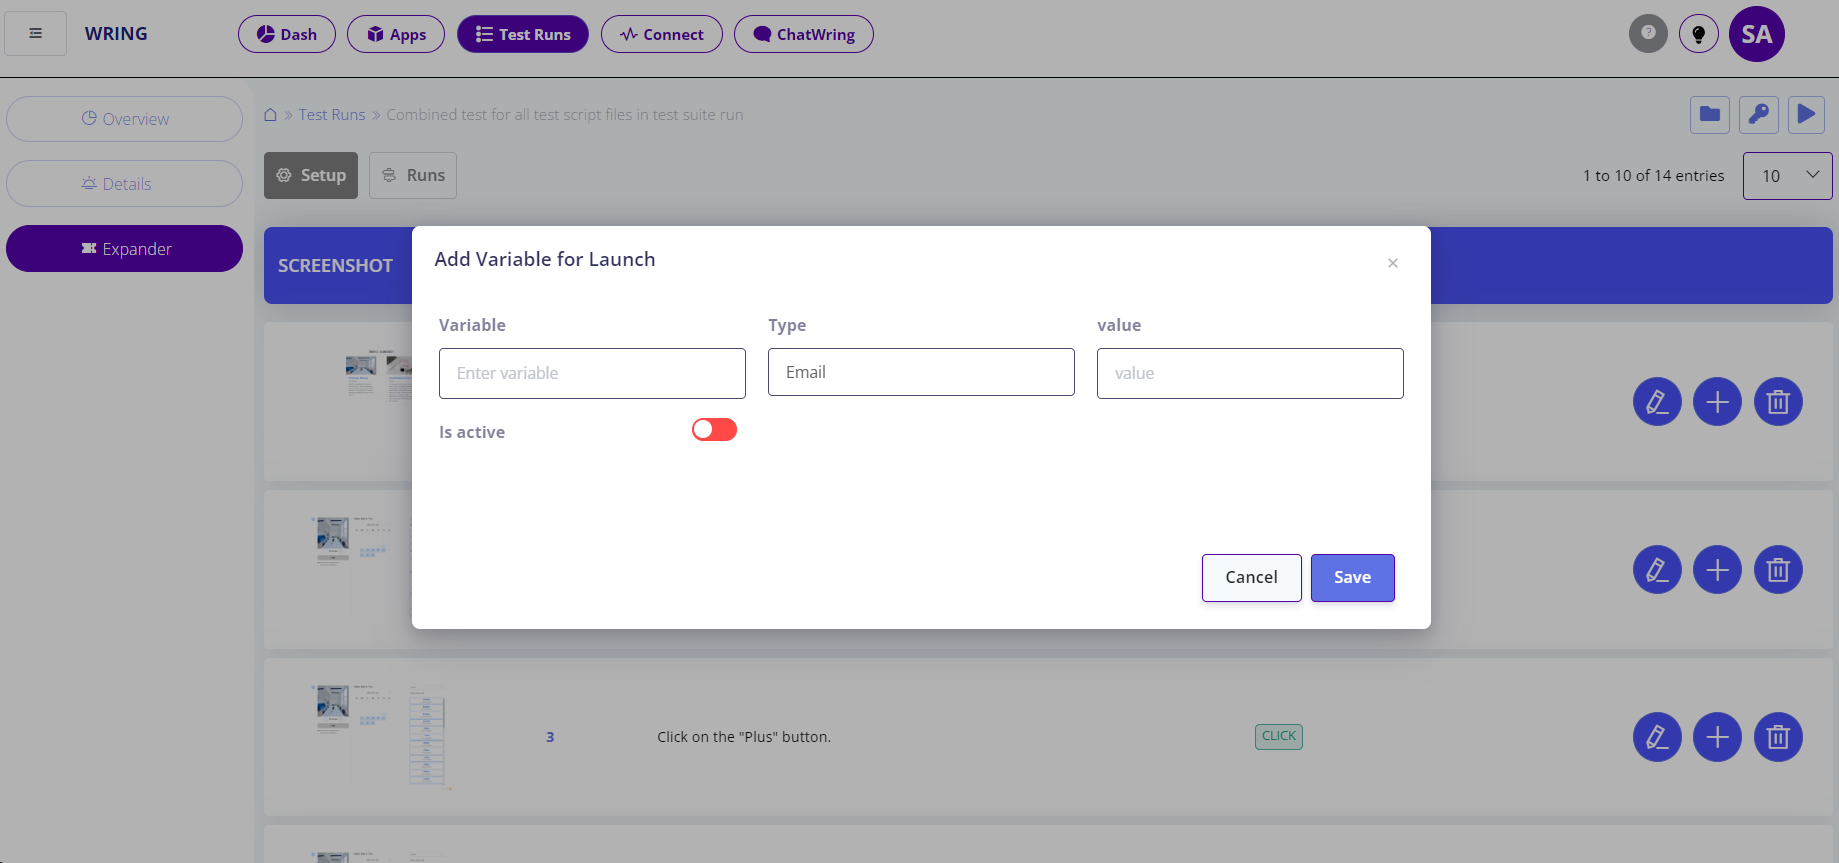 WRING
Dash
Apps
Test Runs
Connect
ChatWring
?
SA
Overview
Details
Expander
» Test Runs » Combined test for all test script files in test suite run
Setup
Runs
1 to 10 of 14 entries
10
SCREENSHOT
Add Variable for Launch
×
Variable
Type
value
Enter variable
Email
value
Is active
Cancel
Save
3
Click on the "Plus" button.
CLICK